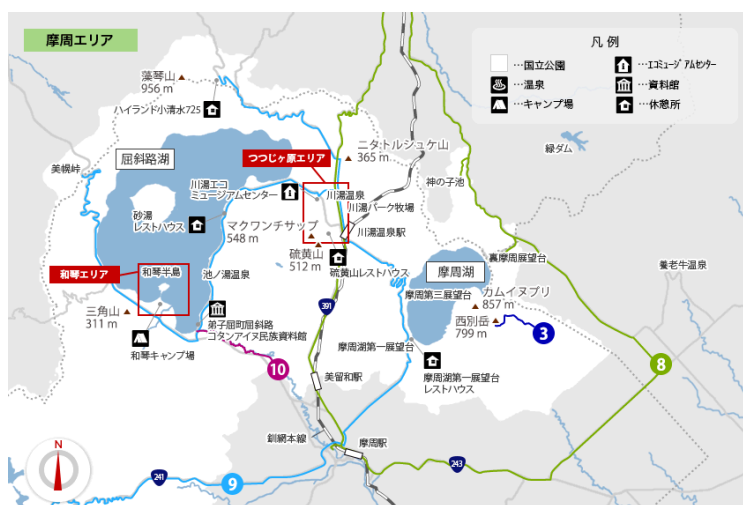 摩周エリア
凡 例
…国立公園
…エコミュージアムセンター
…温泉
…資料館
…キャンプ場
…休憩所
藻琴山
956 m
ハイランド小清水725
屈斜路湖
美幌峠
つつじヶ原エリア
ニタトルシュケ山
365 m
緑ダム
神の子池
川湯エコ
ミュージアムセンター
川湯温泉
川湯パーク牧場
砂湯
レストハウス
マクワンチサップ
548 m
川湯温泉駅
硫黄山
512 m
硫黄山レストハウス
裏摩周展望台
養老牛温泉
摩周湖
和琴エリア
和琴半島
池ノ湯温泉
摩周第三展望台
カムイヌプリ
857 m
西別岳
799 m
三角山
311 m
391
3
弟子屈町屈斜路
コタンアイヌ民族資料館
和琴キャンプ場
摩周湖第一展望台
摩周湖第一展望台
レストハウス
8
10
美留和駅
釧網本線
摩周駅
N
241
9
243